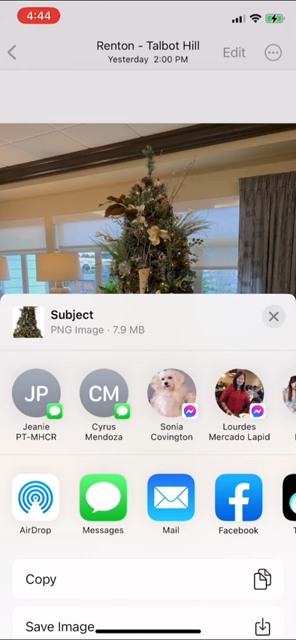 4:44
Renton - Talbot Hill
Edit
Yesterday 2:00 PM
Subject
PNG Image · 7.9 MB
JP
CM
Jeanie
PT-MHCR
Cyrus
Mendoza
Sonia
Covington
Lourdes
Mercado Lapid
AirDrop
Messages
Mail
Facebook
Copy
Save Image